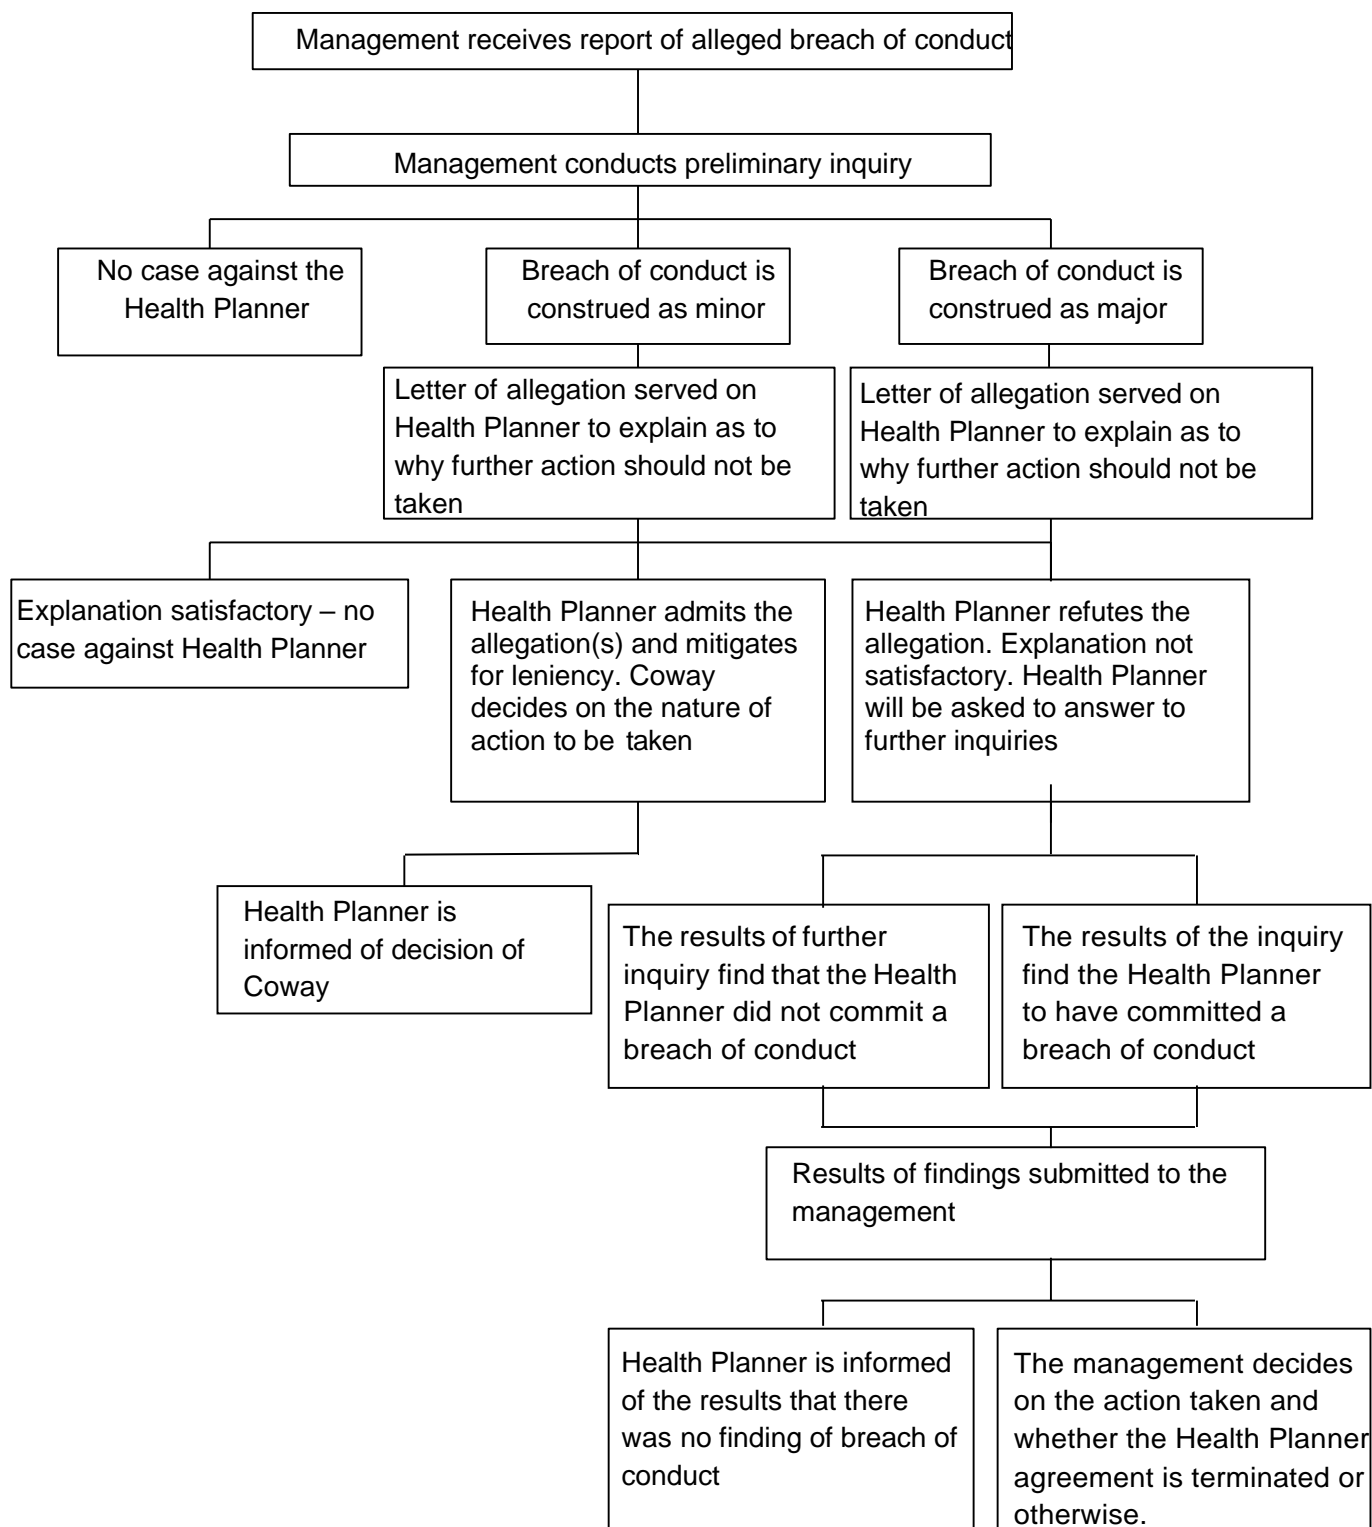 Management receives report of alleged breach of conduct
Management conducts preliminary inquiry
No case against the
Health Planner
Breach of conduct is
construed as minor
Breach of conduct is
construed as major
Letter of allegation served on
Health Planner to explain as to
why further action should not be
taken
Letter of allegation served on
Health Planner to explain as to
why further action should not be
taken
Explanation satisfactory – no
case against Health Planner
Health Planner admits the
allegation(s) and mitigates
for leniency. Coway
decides on the nature of
action to be taken
Health Planner refutes the
allegation. Explanation not
satisfactory. Health Planner
will be asked to answer to
further inquiries
Health Planner is
informed of decision of
Coway
The results of further
inquiry find that the Health
Planner did not commit a
breach of conduct
The results of the inquiry
find the Health Planner
to have committed a
breach of conduct
Results of findings submitted to the
management
Health Planner is informed
of the results that there
was no finding of breach of
conduct
The management decides
on the action taken and
whether the Health Planner
agreement is terminated or
otherwise.